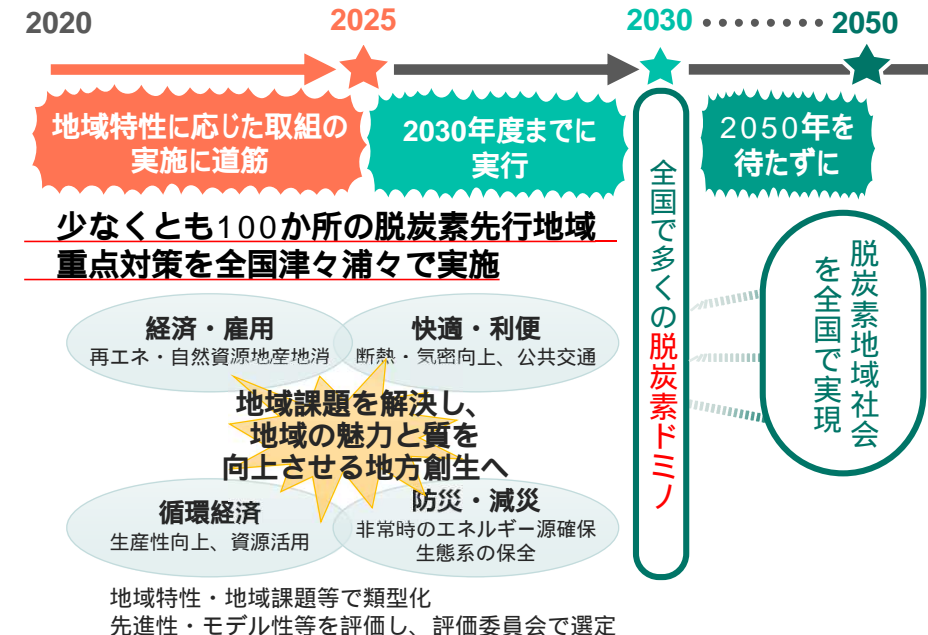 2020
2025
2030
2050
地域特性に応じた取組の
実施に道筋
2030年度までに
実行
2050年を
待たずに
少なくとも100か所の脱炭素先行地域
重点対策を全国津々浦々で実施
経済・雇用
再エネ・自然資源地産地消
快適・利便
断熱・気密向上、公共交通
地域課題を解決し、
地域の魅力と質を
向上させる地方創生へ
循環経済
生産性向上、資源活用
防災・減災
非常時のエネルギー源確保
生態系の保全
地域特性・地域課題等で類型化
先進性・モデル性等を評価し、評価委員会で選定
全国で多くの脱炭素ドミノ
脱炭素地域社会
を全国で実現